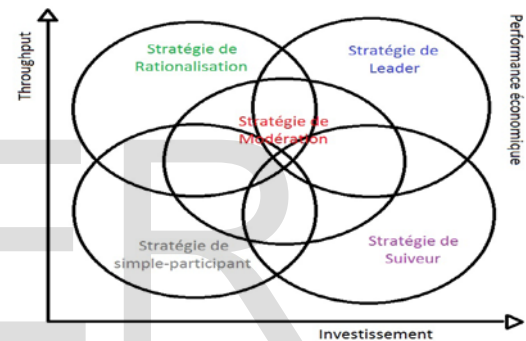 Throughput
Stratégie de
Rationalisation
Stratégie de
Leader
Performance économique
Stratégie de
Modération
Stratégie de
simple-participant
Stratégie de
Suiveur
Investissement